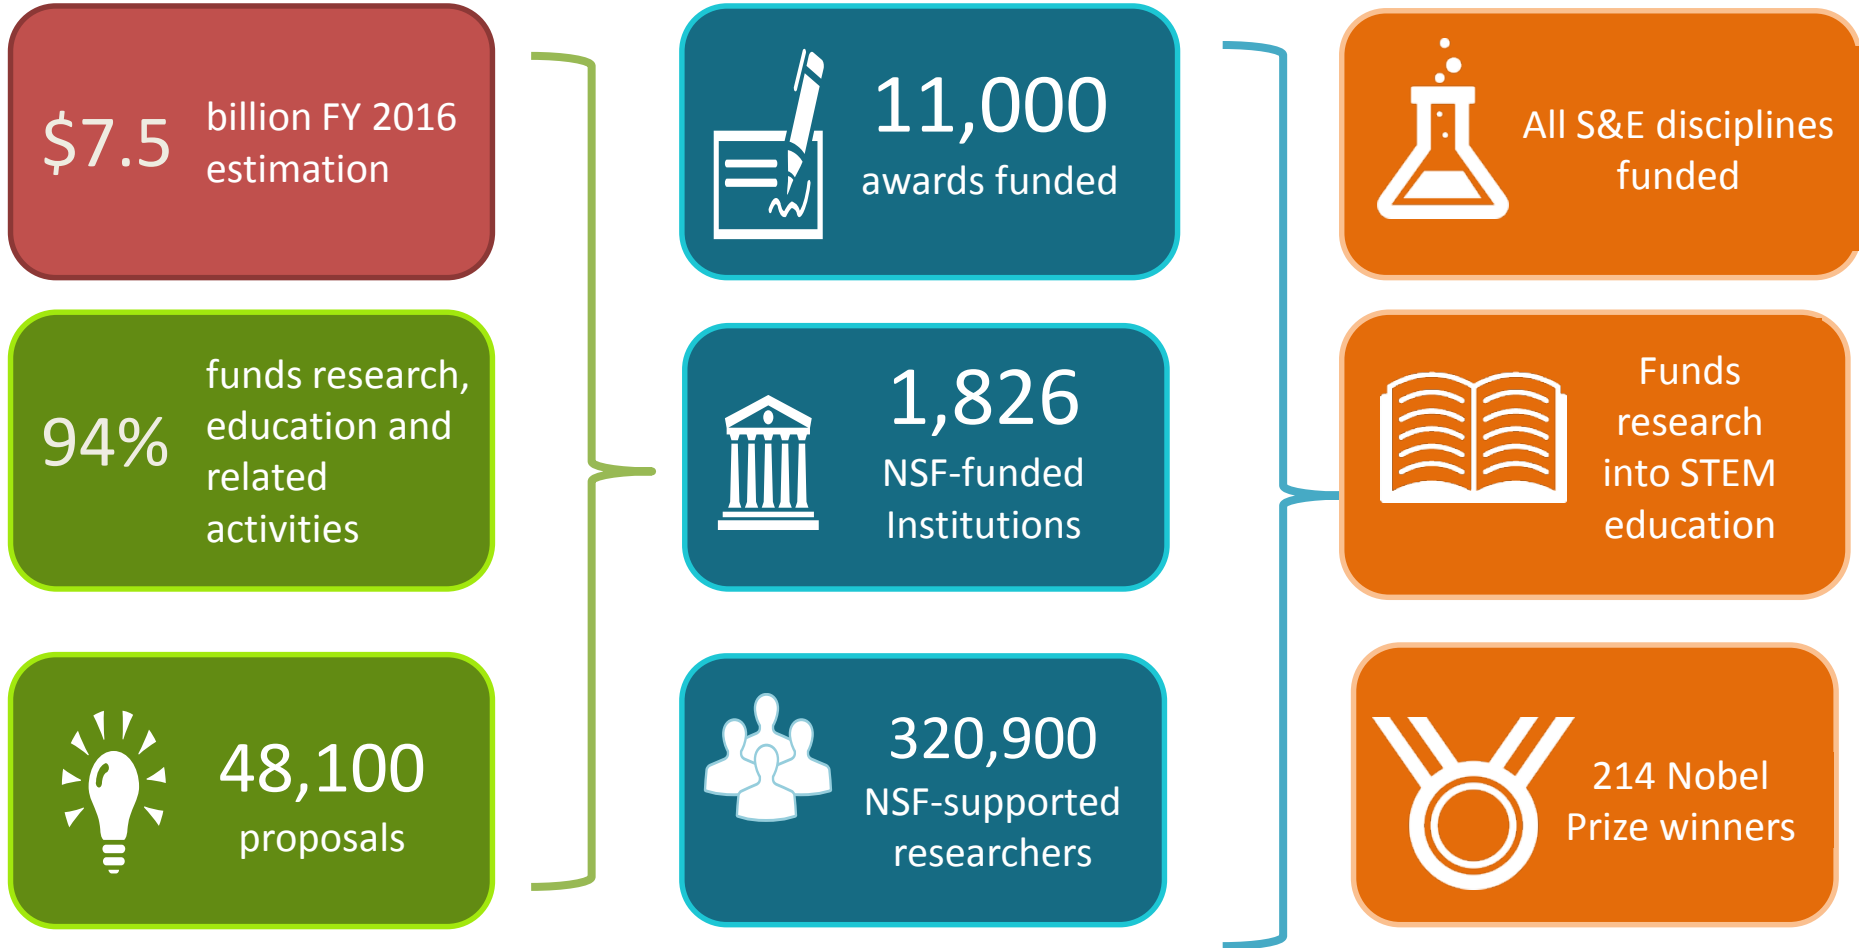 $7.5
billion FY 2016
estimation
94%
funds research,
education and
related
activities
48,100
proposals
11,000
awards funded
1,826
NSF-funded
Institutions
320,900
NSF-supported
researchers
All S&E disciplines
funded
Funds
research
into STEM
education
214 Nobel
Prize winners